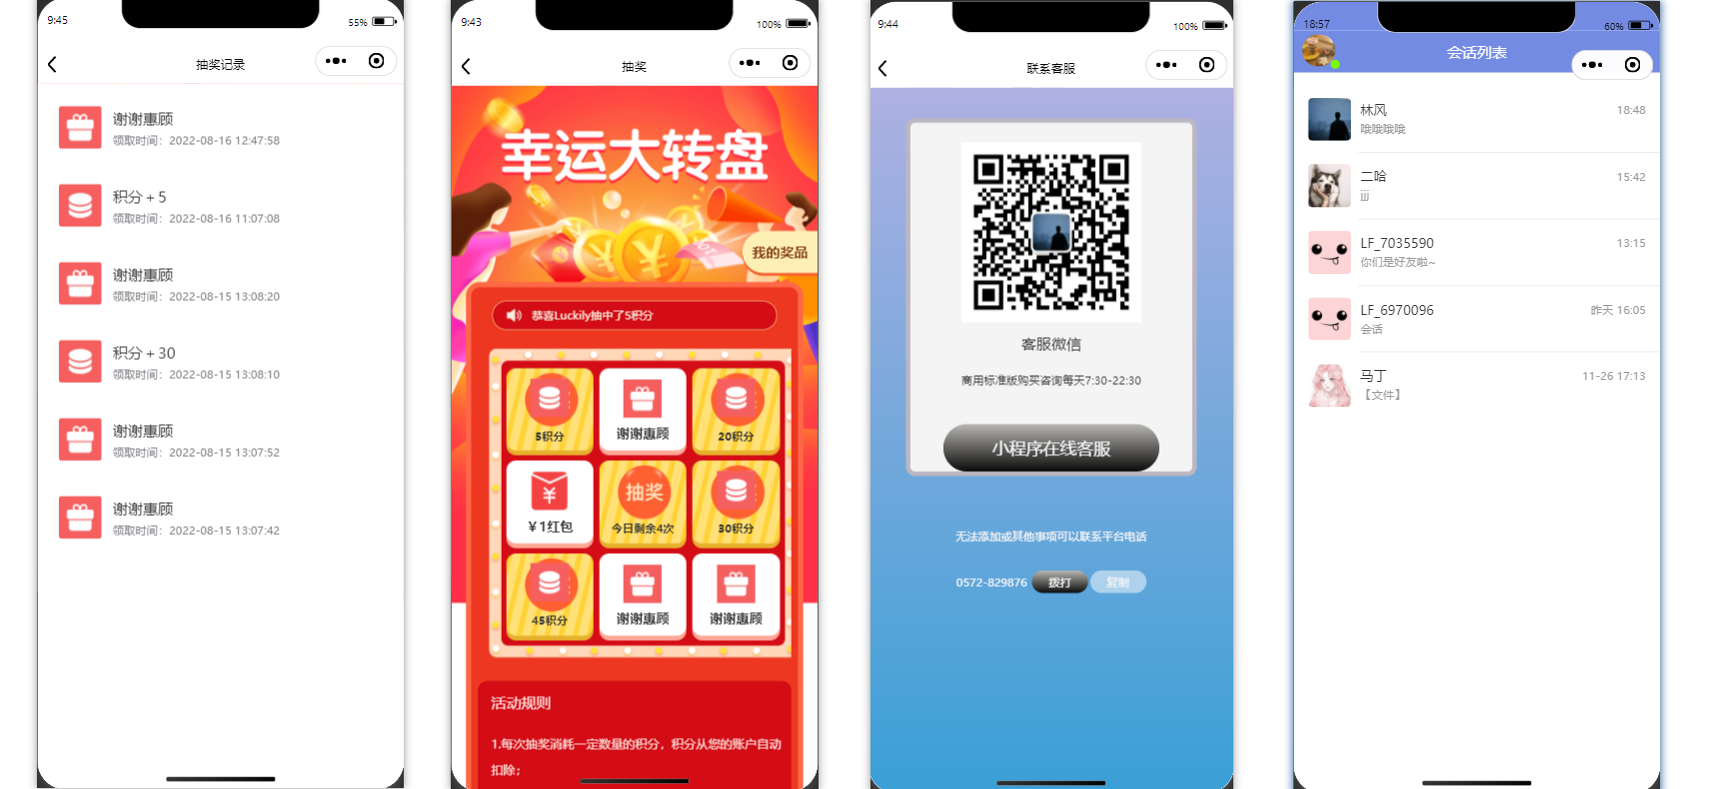 9:45
55%
抽奖记录
谢谢惠顾
领取时间：2022-08-16 12:47:58
积分 + 5
领取时间：2022-08-16 11:07:08
谢谢惠顾
领取时间：2022-08-15 13:08:20
积分 + 30
领取时间：2022-08-15 13:08:10
谢谢惠顾
领取时间：2022-08-15 13:07:52
谢谢惠顾
领取时间：2022-08-15 13:07:42
9:43
100%
抽奖
幸运大转盘
我的奖品
恭喜Luckily抽中了5积分
5积分
谢谢惠顾
20积分
￥1红包
抽奖
今日剩余4次
30积分
45积分
谢谢惠顾
谢谢惠顾
活动规则
1.每次抽奖消耗一定数量的积分，积分从您的账户自动
扣除；
9:44
100%
联系客服
客服微信
商用标准版购买咨询每天7:30-22:30
小程序在线客服
无法添加或其他事项可以联系平台电话
0572-829876 拨打 复制
18:57
60%
会话列表
林风
18:48
哦哦哦哦
二哈
15:42
jjj
LF_7035590
13:15
你们是好友啦~
LF_6970096
昨天 16:05
会话
马丁
11-26 17:13
【文件】